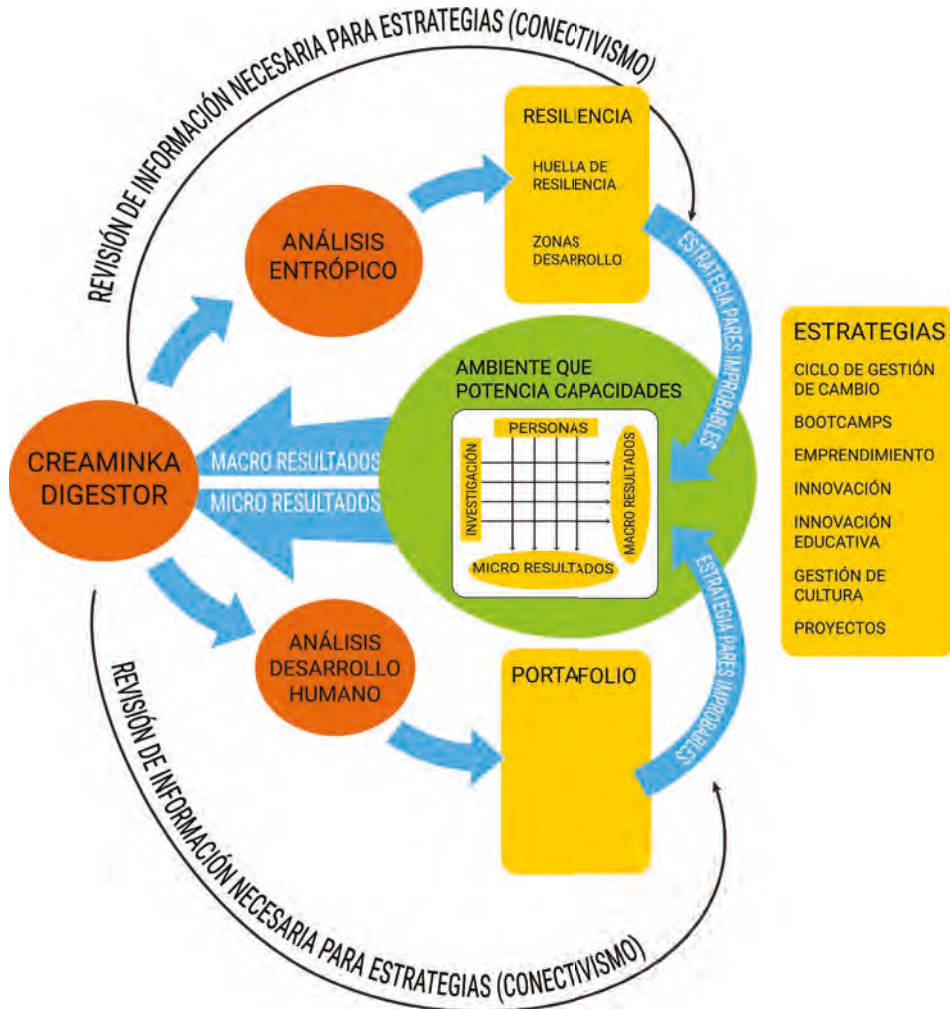 REVISIÓN DE INFORMACIÓN NECESARIA PARA ESTRATEGIAS (CONECTIVISMO)
RESILIENCIA
HUELLA DE
RESILIENCIA
ZONAS
DESARROLLO
ANÁLISIS
ENTRÓPICO
ESTRATEGIA PARES IMPROBABLES
AMBIENTE QUE
POTENCIA CAPACIDADES
PERSONAS
INVESTIGACIÓN
MACRO RESULTADOS
MICRO RESULTADOS
CREAMINKA
DIGESTOR
MACRO RESULTADOS
MICRO RESULTADOS
ESTRATEGIAS
CICLO DE GESTIÓN
DE CAMBIO
BOOTCAMPS
EMPRENDIMIENTO
INNOVACIÓN
INNOVACIÓN
EDUCATIVA
GESTIÓN DE
CULTURA
PROYECTOS
ANÁLISIS
DESARROLLO
HUMANO
PORTAFOLIO
ESTRATEGIA PARES IMPROBABLES
REVISIÓN DE INFORMACIÓN NECESARIA PARA ESTRATEGIAS (CONECTIVISMO)